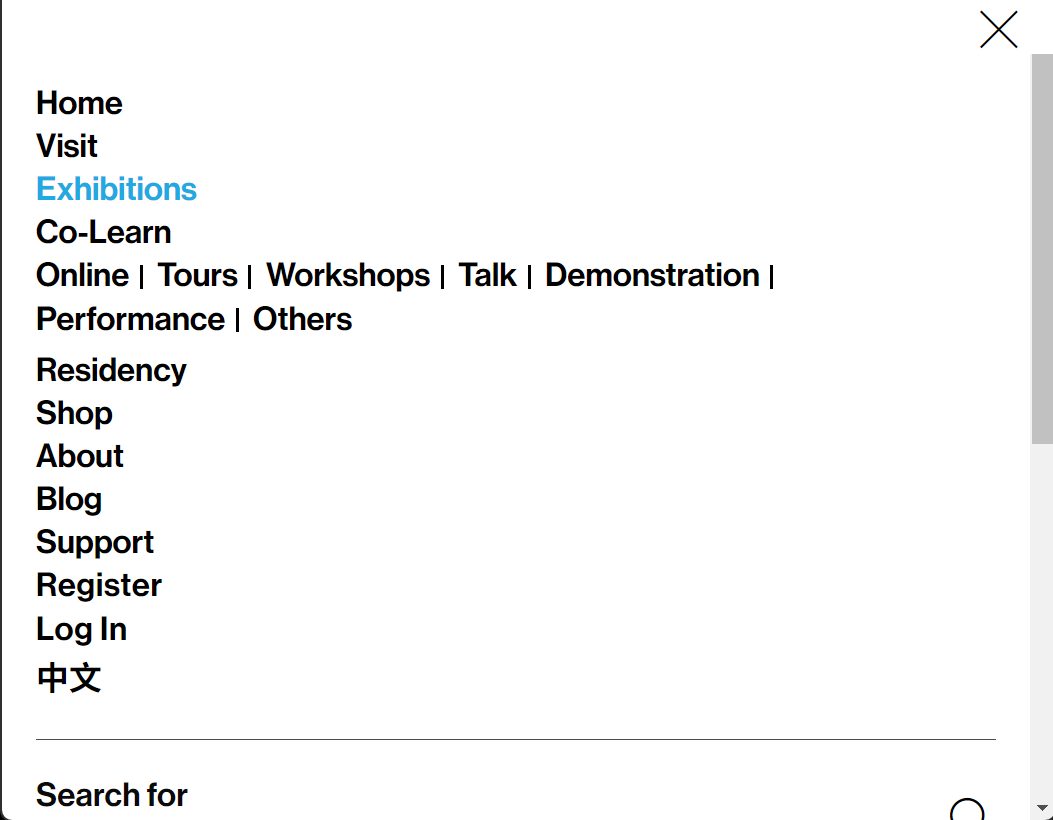 Home
Visit
Exhibitions
Co-Learn
Online | Tours | Workshops | Talk | Demonstration |
Performance | Others
Residency
Shop
About
Blog
Support
Register
Log In
中文
Search for